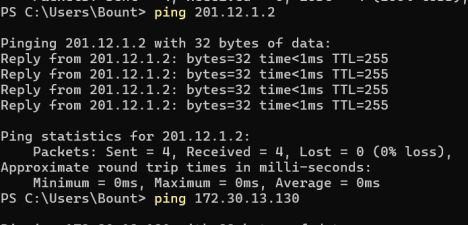 PS C:\Users\Bount> ping 201.12.1.2
Pinging 201.12.1.2 with 32 bytes of data:
Reply from 201.12.1.2: bytes=32 time<1ms TTL=255
Reply from 201.12.1.2: bytes=32 time<1ms TTL=255
Reply from 201.12.1.2: bytes=32 time<1ms TTL=255
Reply from 201.12.1.2: bytes=32 time<1ms TTL=255
Ping statistics for 201.12.1.2:
    Packets: Sent = 4, Received = 4, Lost = 0 (0% loss),
Approximate round trip times in milli-seconds:
    Minimum = 0ms, Maximum = 0ms, Average = 0ms
PS C:\Users\Bount> ping 172.30.13.130